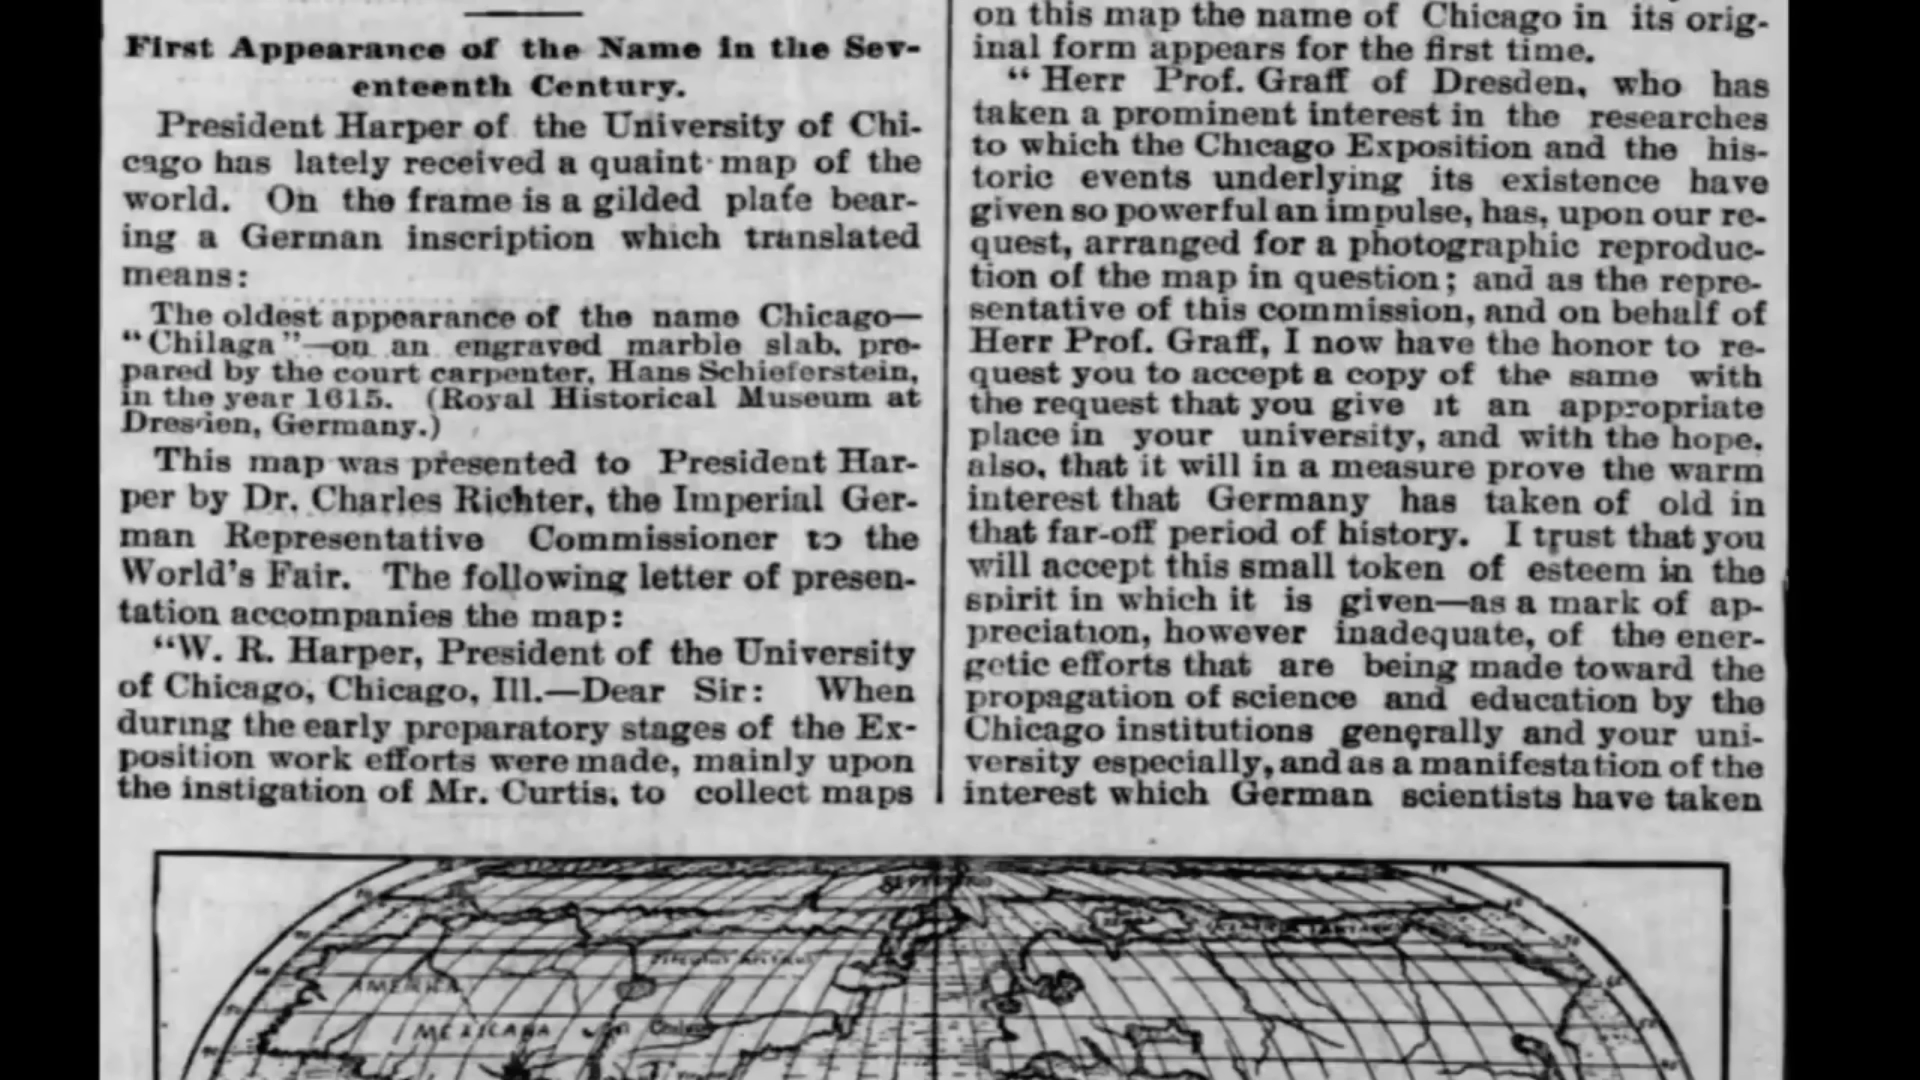 First Appearance of the Name in the Sev-
enteenth Century.
President Harper of the University of Chi-
cago has lately received a quaint map of the
world. On the frame is a gilded plate bear-
ing a German inscription which translated
means:
The oldest appearance of the name Chicago—
"Chilaga"—on an engraved marble slab, pre-
pared by the court carpenter, Hans Schieferstein,
in the year 1615. (Royal Historical Museum at
Dresden, Germany.)
This map was presented to President Har-
per by Dr. Charles Richter, the Imperial Ger-
man Representative Commissioner to the
World's Fair. The following letter of presen-
tation accompanies the map:
"W. R. Harper, President of the University
of Chicago, Chicago, Ill.—Dear Sir: When
during the early preparatory stages of the Ex-
position work efforts were made, mainly upon
the instigation of Mr. Curtis, to collect maps
on this map the name of Chicago in its orig-
inal form appears for the first time.
"Herr Prof. Graff of Dresden, who has
taken a prominent interest in the researches
to which the Chicago Exposition and the his-
toric events underlying its existence have
given so powerful an impulse, has, upon our re-
quest, arranged for a photographic reproduc-
tion of the map in question; and as the repre-
sentative of this commission, and on behalf of
Herr Prof. Graff, I now have the honor to re-
quest you to accept a copy of the same with
the request that you give it an appropriate
place in your university, and with the hope,
also, that it will in a measure prove the warm
interest that Germany has taken of old in
that far-off period of history. I trust that you
will accept this small token of esteem in the
spirit in which it is given—as a mark of ap-
preciation, however inadequate, of the ener-
getic efforts that are being made toward the
propagation of science and education by the
Chicago institutions generally and your uni-
versity especially, and as a manifestation of the
interest which German scientists have taken
AMERICA
MEXICANA